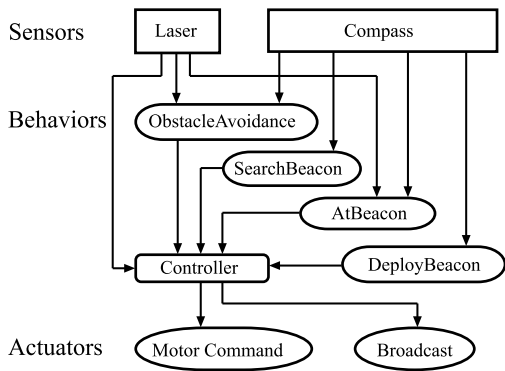 Sensors
Laser
Compass
Behaviors
ObstacleAvoidance
SearchBeacon
AtBeacon
DeployBeacon
Controller
Actuators
Motor Command
Broadcast